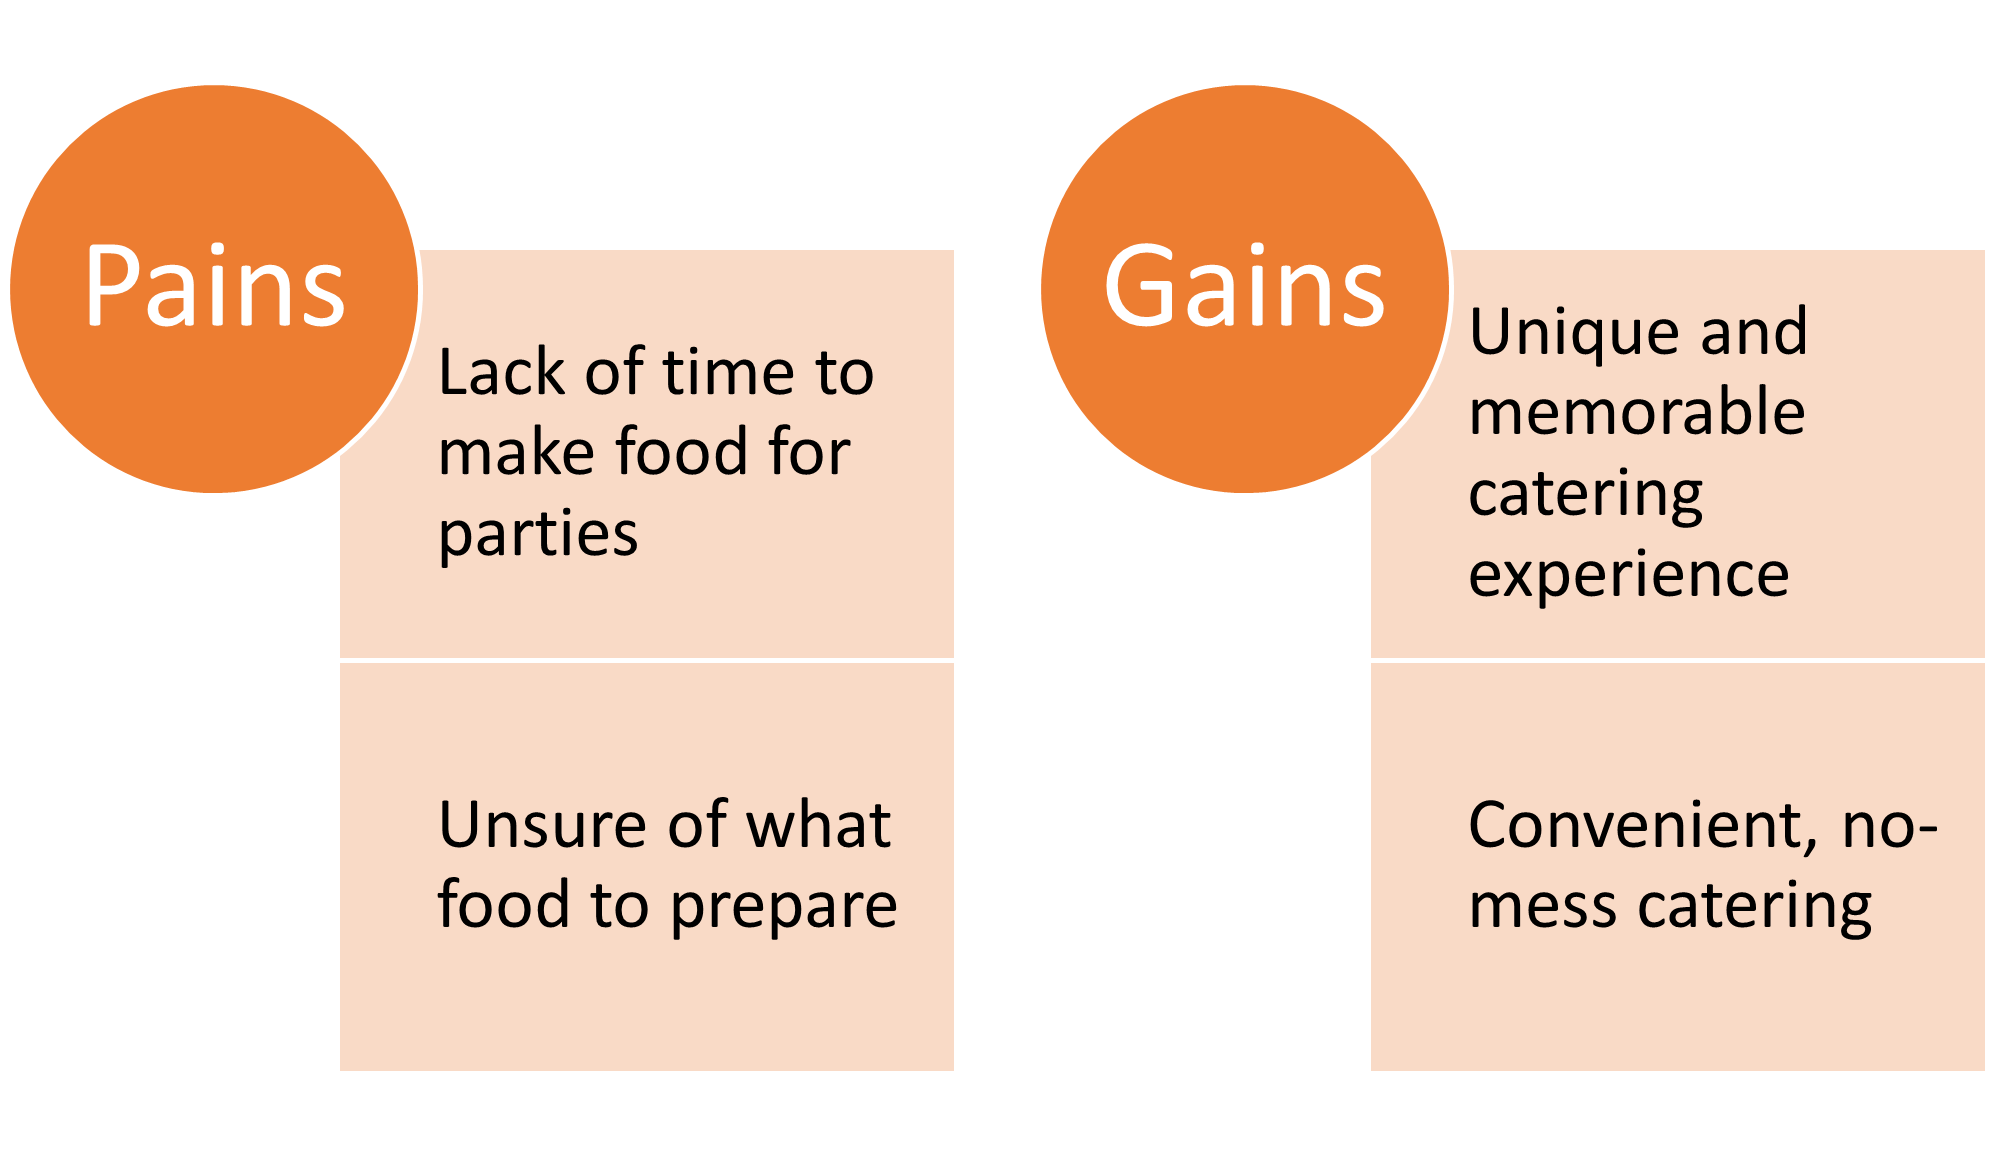 Pains
Lack of time to
make food for
parties
Unsure of what
food to prepare
Gains
Unique and
memorable
catering
experience
Convenient, no-
mess catering